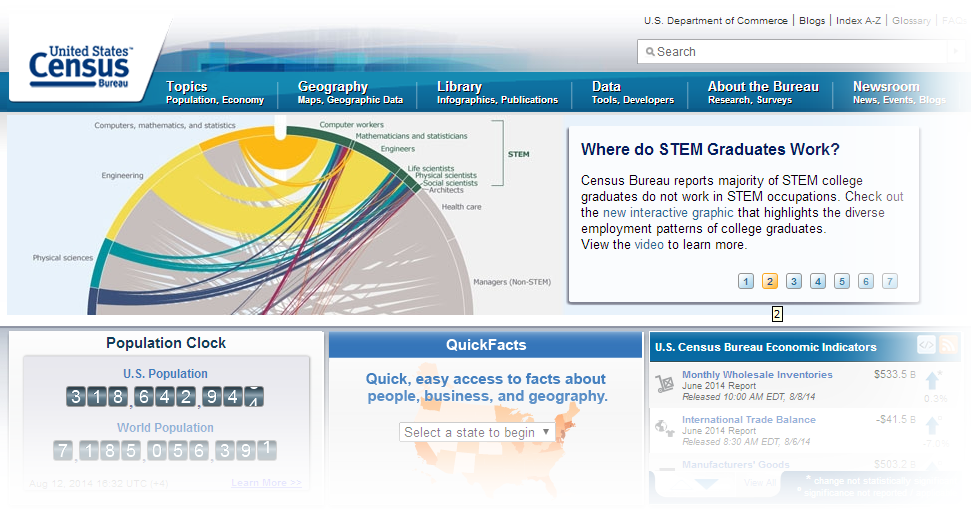 U.S. Department of Commerce | Blogs | Index A-Z | Glossary | FAQs
United States™
Census
Bureau
Search
Topics
Population, Economy
Geography
Maps, Geographic Data
Library
Infographics, Publications
Data
Tools, Developers
About the Bureau
Research, Surveys
Newsroom
News, Events, Blogs
Computers, mathematics, and statistics
Engineering
Physical sciences
Computer workers
Mathematicians and statisticians
Engineers
Life scientists
Physical scientists
Social scientists
Architects
STEM
Health care
Managers (Non-STEM)
Where do STEM Graduates Work?
Census Bureau reports majority of STEM college
graduates do not work in STEM occupations. Check out
the new interactive graphic that highlights the diverse
employment patterns of college graduates.
View the video to learn more.
1 2 3 4 5 6 7
2
Population Clock
U.S. Population
318,642,94
World Population
7,185,056,391
Aug 12, 2014 16:32 UTC (+4) Learn More >>
QuickFacts
Quick, easy access to facts about
people, business, and geography.
Select a state to begin
U.S. Census Bureau Economic Indicators
Monthly Wholesale Inventories $533.5 B
June 2014 Report
Released 10:00 AM EDT, 8/8/14 0.3%
International Trade Balance -$41.5 B
June 2014 Report
Released 8:30 AM EDT, 8/6/14
Manufacturers' Goods $503.2 B
View All
* change not statistically